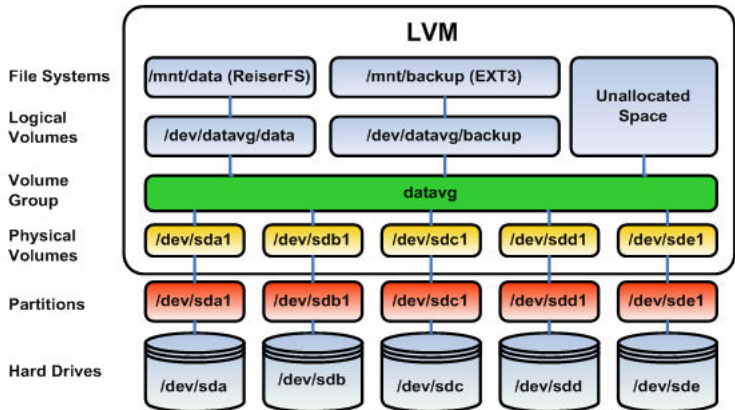 LVM
File Systems
/mnt/data (ReiserFS)
/mnt/backup (EXT3)
Unallocated
Space
Logical
Volumes
/dev/datavg/data
/dev/datavg/backup
Volume
Group
datavg
Physical
Volumes
/dev/sda1
/dev/sdb1
/dev/sdc1
/dev/sdd1
/dev/sde1
Partitions
/dev/sda1
/dev/sdb1
/dev/sdc1
/dev/sdd1
/dev/sde1
Hard Drives
/dev/sda
/dev/sdb
/dev/sdc
/dev/sdd
/dev/sde